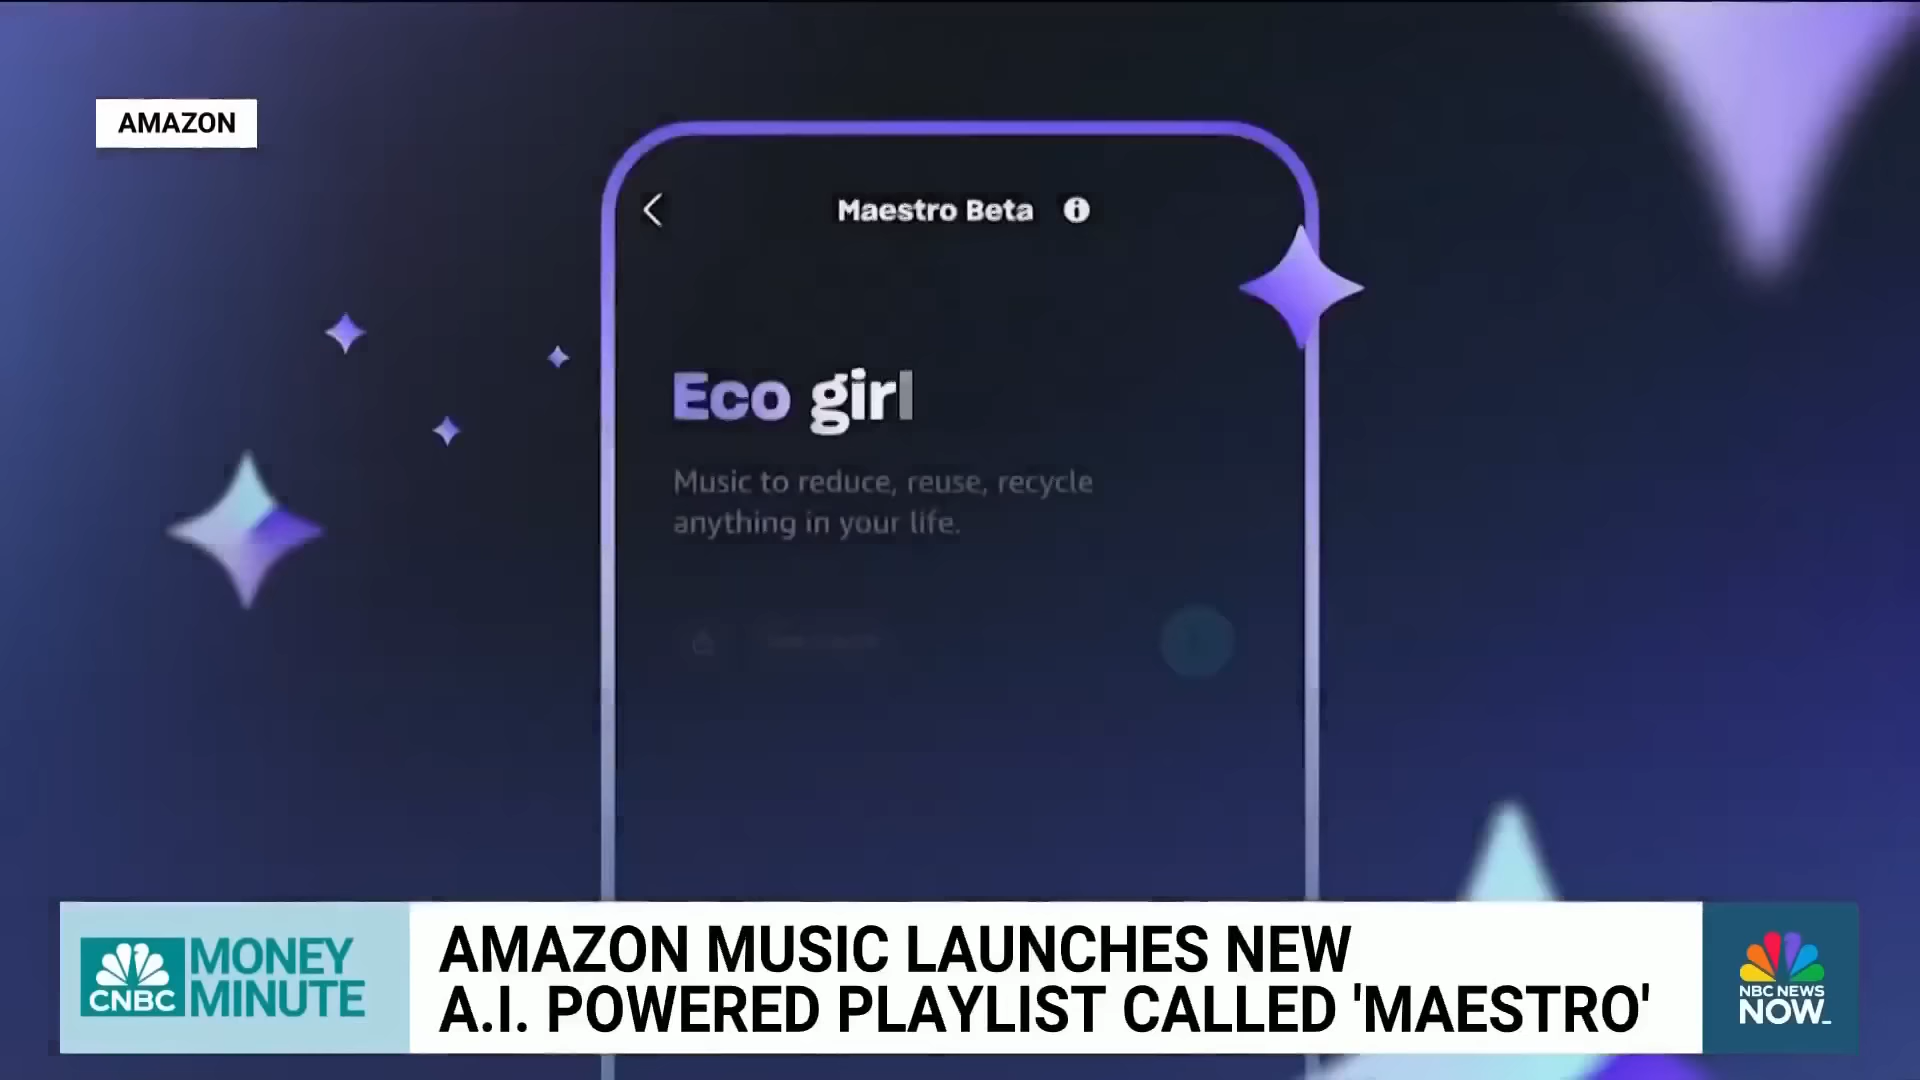 AMAZON
Maestro Beta
Eco girl
Music to reduce, reuse, recycle
anything in your life.
CNBC
MONEY
MINUTE
AMAZON MUSIC LAUNCHES NEW
A.I. POWERED PLAYLIST CALLED 'MAESTRO'
NBC NEWS
NOW_